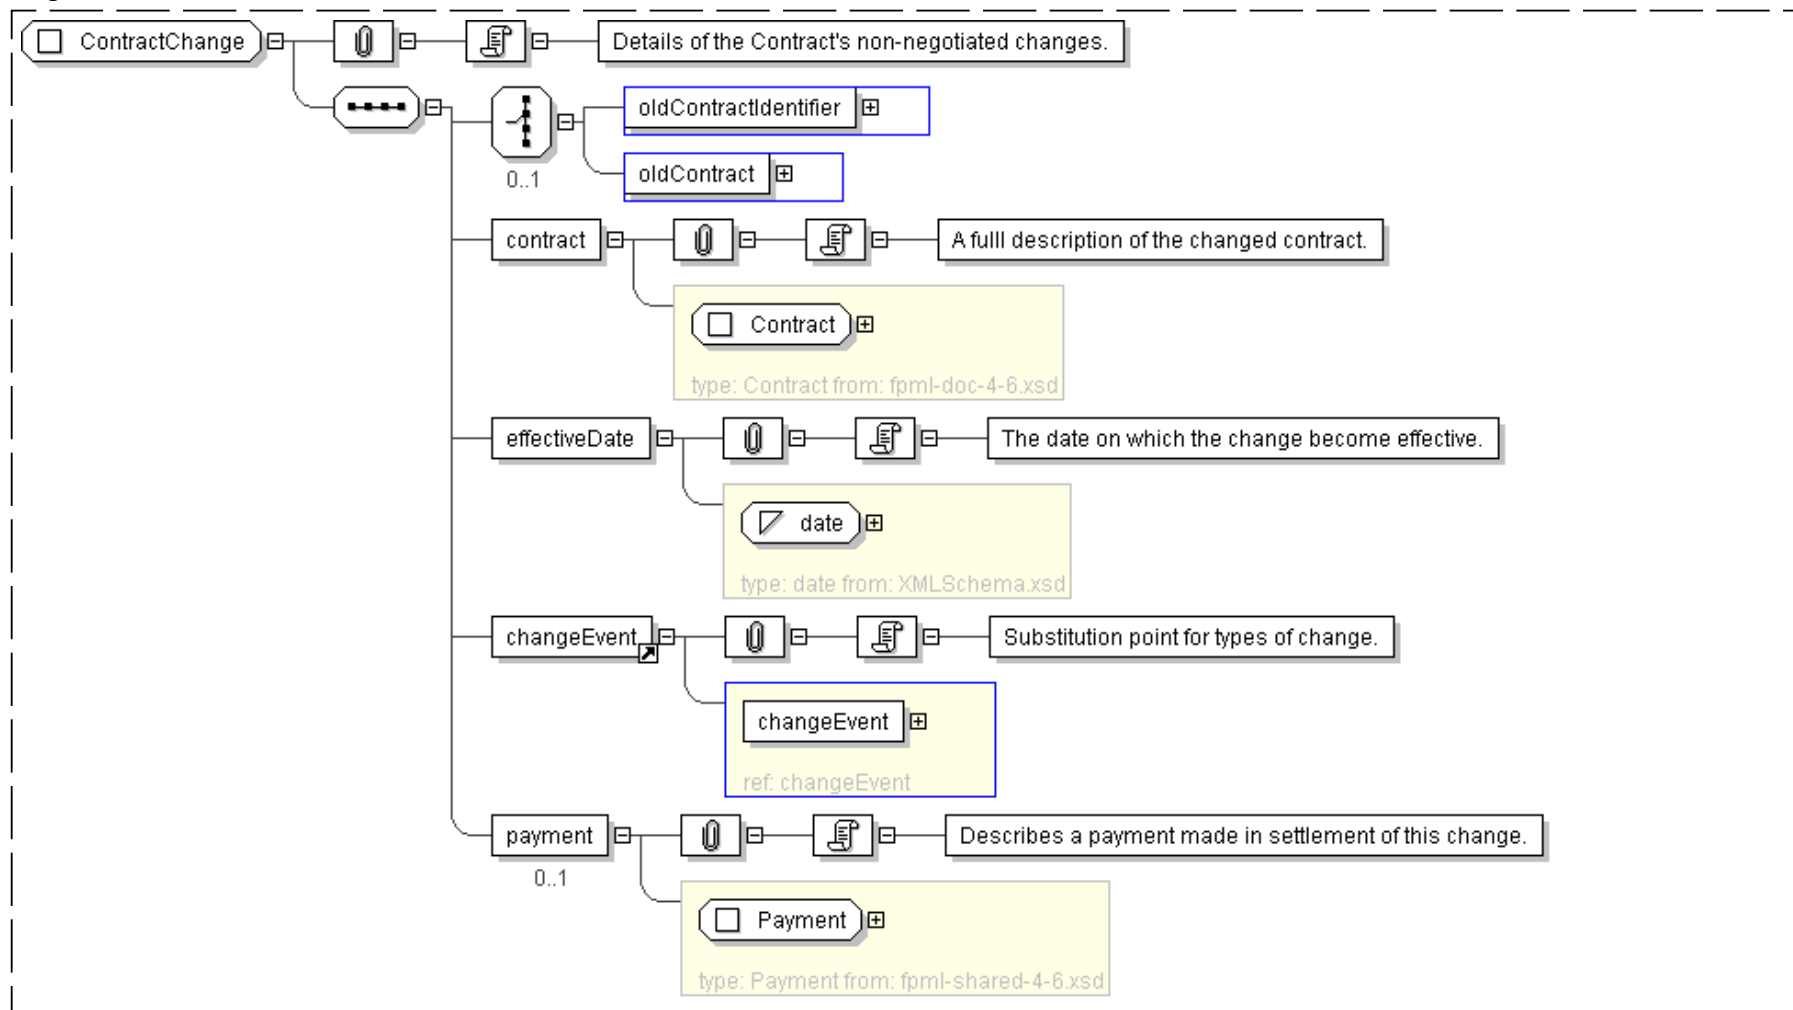 ContractChange
Details of the Contract's non-negotiated changes.
oldContractIdentifier
oldContract
0..1
contract
A fulll description of the changed contract.
Contract
type: Contract from: fpml-doc-4-6.xsd
effectiveDate
The date on which the change become effective.
date
type: date from: XMLSchema.xsd
changeEvent
Substitution point for types of change.
changeEvent
ref: changeEvent
payment
Describes a payment made in settlement of this change.
0..1
Payment
type: Payment from: fpml-shared-4-6.xsd